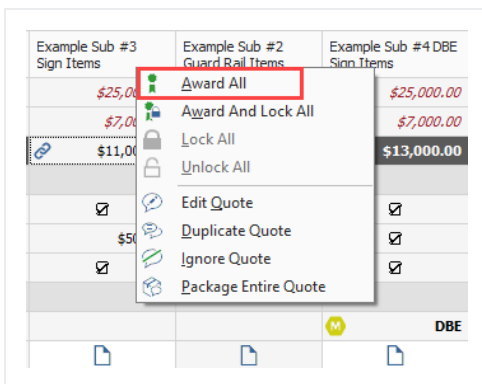 Example Sub #3
Sign Items
Example Sub #2
Guard Rail Items
Example Sub #4 DBE
Sign Items
$25,00
$25,000.00
$7,00
$7,000.00
$11,00
$13,000.00
$50
Award All
Award And Lock All
Lock All
Unlock All
Edit Quote
Duplicate Quote
Ignore Quote
Package Entire Quote
M
DBE